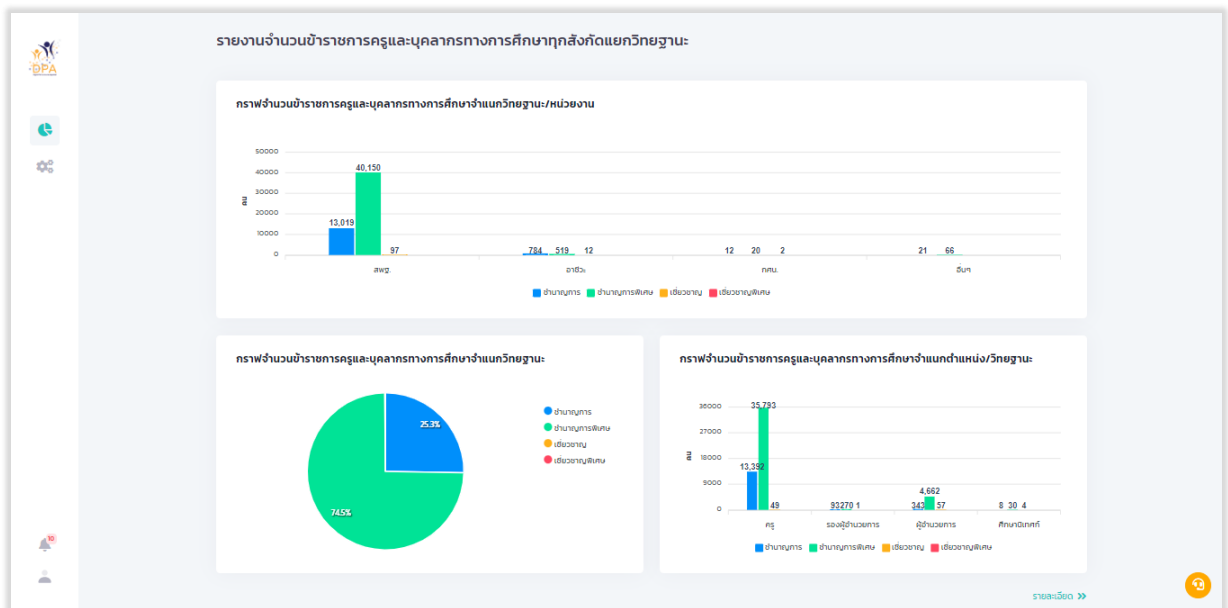 รายงานจำนวนข้าราชการครูและบุคลากรทางการศึกษาทุกสังกัดแยกวิทยฐานะ
DPA
กราฟจำนวนข้าราชการครูและบุคลากรทางการศึกษาจำแนกวิทยฐานะ/หน่วยงาน
50000
40000
30000
20000
10000
0
คน
13,019 40,150 97
784 519 12
12 20 2
21 66
สพฐ. อาชีวะ กศน. อื่นๆ
ชำนาญการ ชำนาญการพิเศษ เชี่ยวชาญ เชี่ยวชาญพิเศษ
กราฟจำนวนข้าราชการครูและบุคลากรทางการศึกษาจำแนกวิทยฐานะ
25.3%
74.5%
ชำนาญการ
ชำนาญการพิเศษ
เชี่ยวชาญ
เชี่ยวชาญพิเศษ
กราฟจำนวนข้าราชการครูและบุคลากรทางการศึกษาจำแนกตำแหน่ง/วิทยฐานะ
36000
27000
18000
9000
0
คน
13,392 35,793 49
93 270 1
343 4,662 57
8 30 4
ครู รองผู้อำนวยการ ผู้อำนวยการ ศึกษานิเทศก์
ชำนาญการ ชำนาญการพิเศษ เชี่ยวชาญ เชี่ยวชาญพิเศษ
10
รายละเอียด